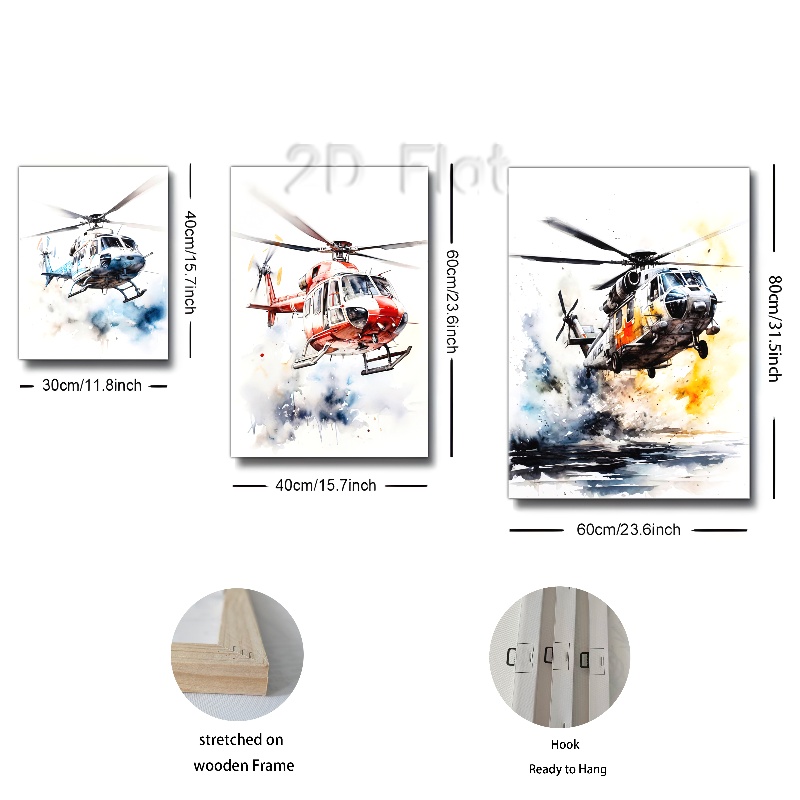 2D Flat
40cm/15.7inch
30cm/11.8inch
60cm/23.6inch
40cm/15.7inch
80cm/31.5inch
60cm/23.6inch
stretched on
wooden Frame
Hook
Ready to Hang